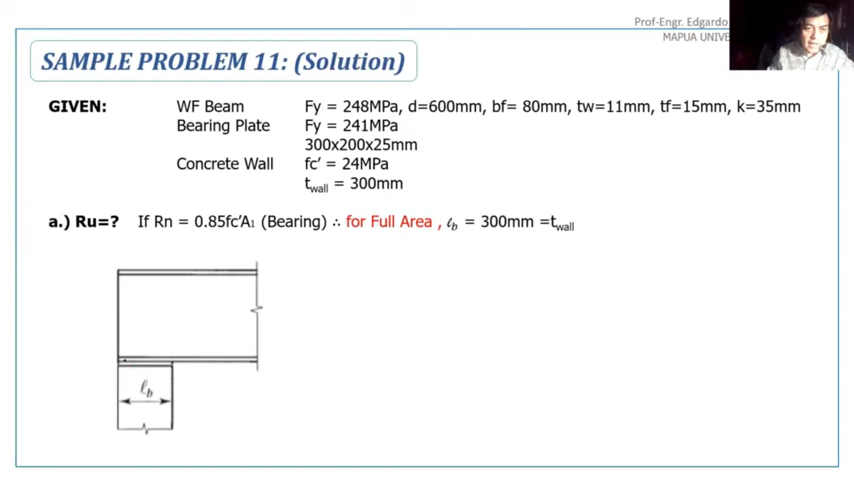 Prof-Engr. Edgardo
MAPUA UNIVE
SAMPLE PROBLEM 11: (Solution)
GIVEN: WF Beam Fy = 248MPa, d=600mm, bf= 80mm, tw=11mm, tf=15mm, k=35mm
Bearing Plate Fy = 241MPa
300x200x25mm
Concrete Wall fc' = 24MPa
twall = 300mm
a.) Ru=? If Rn = 0.85fc'A1 (Bearing) ∴ for Full Area , ℓb = 300mm =twall
ℓb